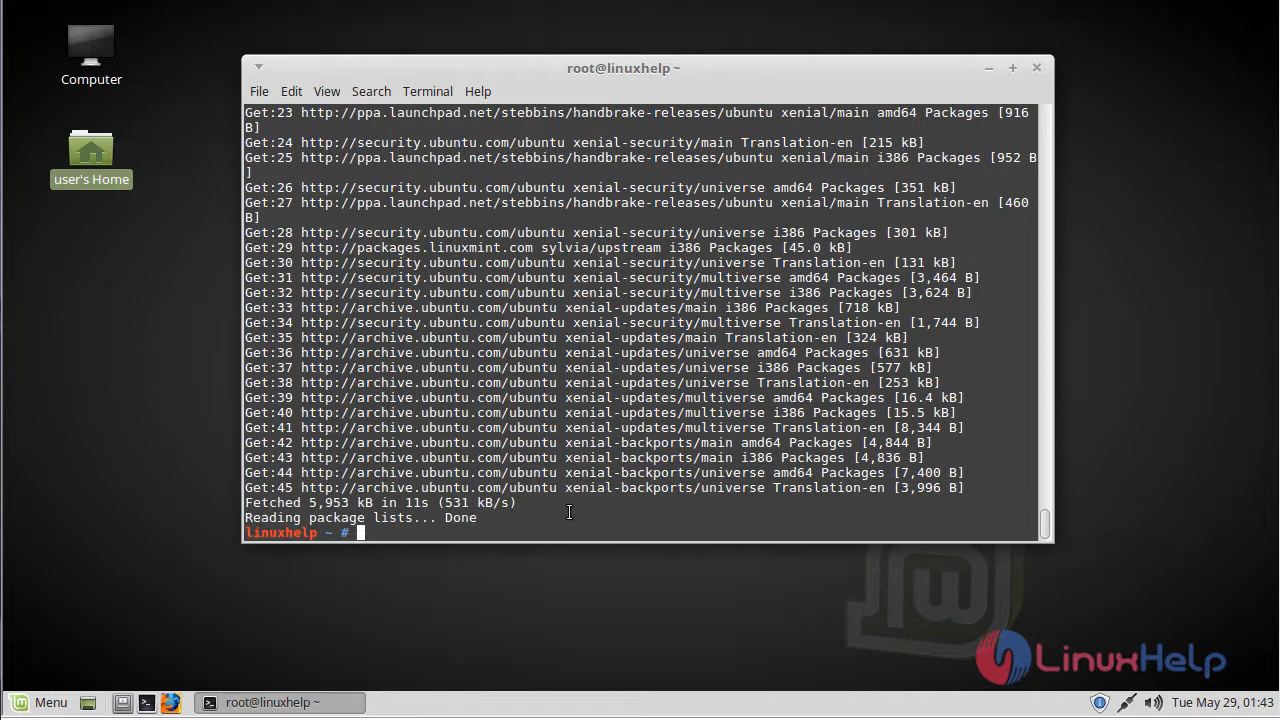 Computer
user's Home
root@linuxhelp ~
File Edit View Search Terminal Help
Get:23 http://ppa.launchpad.net/stebbins/handbrake-releases/ubuntu xenial/main amd64 Packages [916
B]
Get:24 http://security.ubuntu.com/ubuntu xenial-security/main Translation-en [215 kB]
Get:25 http://ppa.launchpad.net/stebbins/handbrake-releases/ubuntu xenial/main i386 Packages [952 B
]
Get:26 http://security.ubuntu.com/ubuntu xenial-security/universe amd64 Packages [351 kB]
Get:27 http://ppa.launchpad.net/stebbins/handbrake-releases/ubuntu xenial/main Translation-en [460
B]
Get:28 http://security.ubuntu.com/ubuntu xenial-security/universe i386 Packages [301 kB]
Get:29 http://packages.linuxmint.com sylvia/upstream i386 Packages [45.0 kB]
Get:30 http://security.ubuntu.com/ubuntu xenial-security/universe Translation-en [131 kB]
Get:31 http://security.ubuntu.com/ubuntu xenial-security/multiverse amd64 Packages [3,464 B]
Get:32 http://security.ubuntu.com/ubuntu xenial-security/multiverse i386 Packages [3,624 B]
Get:33 http://archive.ubuntu.com/ubuntu xenial-updates/main i386 Packages [718 kB]
Get:34 http://security.ubuntu.com/ubuntu xenial-security/multiverse Translation-en [1,744 B]
Get:35 http://archive.ubuntu.com/ubuntu xenial-updates/main Translation-en [324 kB]
Get:36 http://archive.ubuntu.com/ubuntu xenial-updates/universe amd64 Packages [631 kB]
Get:37 http://archive.ubuntu.com/ubuntu xenial-updates/universe i386 Packages [577 kB]
Get:38 http://archive.ubuntu.com/ubuntu xenial-updates/universe Translation-en [253 kB]
Get:39 http://archive.ubuntu.com/ubuntu xenial-updates/multiverse amd64 Packages [16.4 kB]
Get:40 http://archive.ubuntu.com/ubuntu xenial-updates/multiverse i386 Packages [15.5 kB]
Get:41 http://archive.ubuntu.com/ubuntu xenial-updates/multiverse Translation-en [8,344 B]
Get:42 http://archive.ubuntu.com/ubuntu xenial-backports/main amd64 Packages [4,844 B]
Get:43 http://archive.ubuntu.com/ubuntu xenial-backports/main i386 Packages [4,836 B]
Get:44 http://archive.ubuntu.com/ubuntu xenial-backports/universe amd64 Packages [7,400 B]
Get:45 http://archive.ubuntu.com/ubuntu xenial-backports/universe Translation-en [3,996 B]
Fetched 5,953 kB in 11s (531 kB/s)
Reading package lists... Done
linuxhelp ~ #
LinuxHelp
Menu root@linuxhelp ~ Tue May 29, 01:43